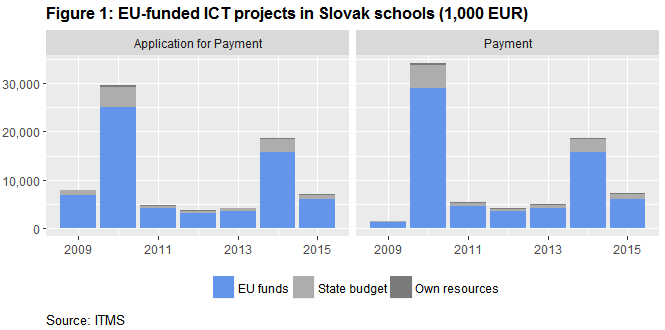 Figure 1: EU-funded ICT projects in Slovak schools (1,000 EUR)
Application for Payment Payment
30,000
20,000
10,000
0
2009 2011 2013 2015 2009 2011 2013 2015
EU funds State budget Own resources
Source: ITMS